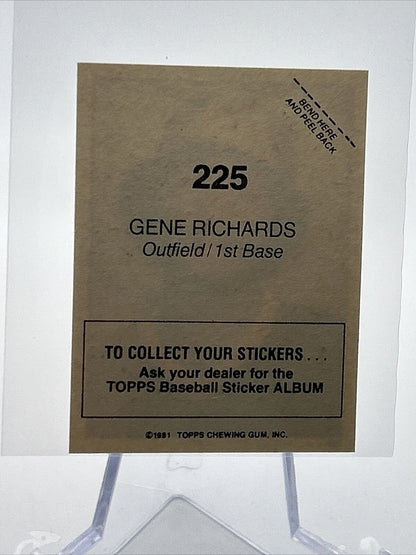 BEND HERE
AND PEEL BACK
225
GENE RICHARDS
Outfield / 1st Base
TO COLLECT YOUR STICKERS . . .
Ask your dealer for the
TOPPS Baseball Sticker ALBUM
©1981 TOPPS CHEWING GUM, INC.